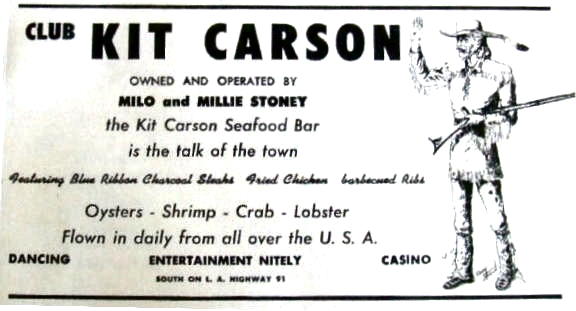 CLUB KIT CARSON
OWNED AND OPERATED BY
MILO and MILLIE STONEY
the Kit Carson Seafood Bar
is the talk of the town
Featuring Blue Ribbon Charcoal Steaks Fried Chicken barbecued Ribs
Oysters - Shrimp - Crab - Lobster
Flown in daily from all over the U. S. A.
DANCING ENTERTAINMENT NITELY CASINO
SOUTH ON L. A. HIGHWAY 91